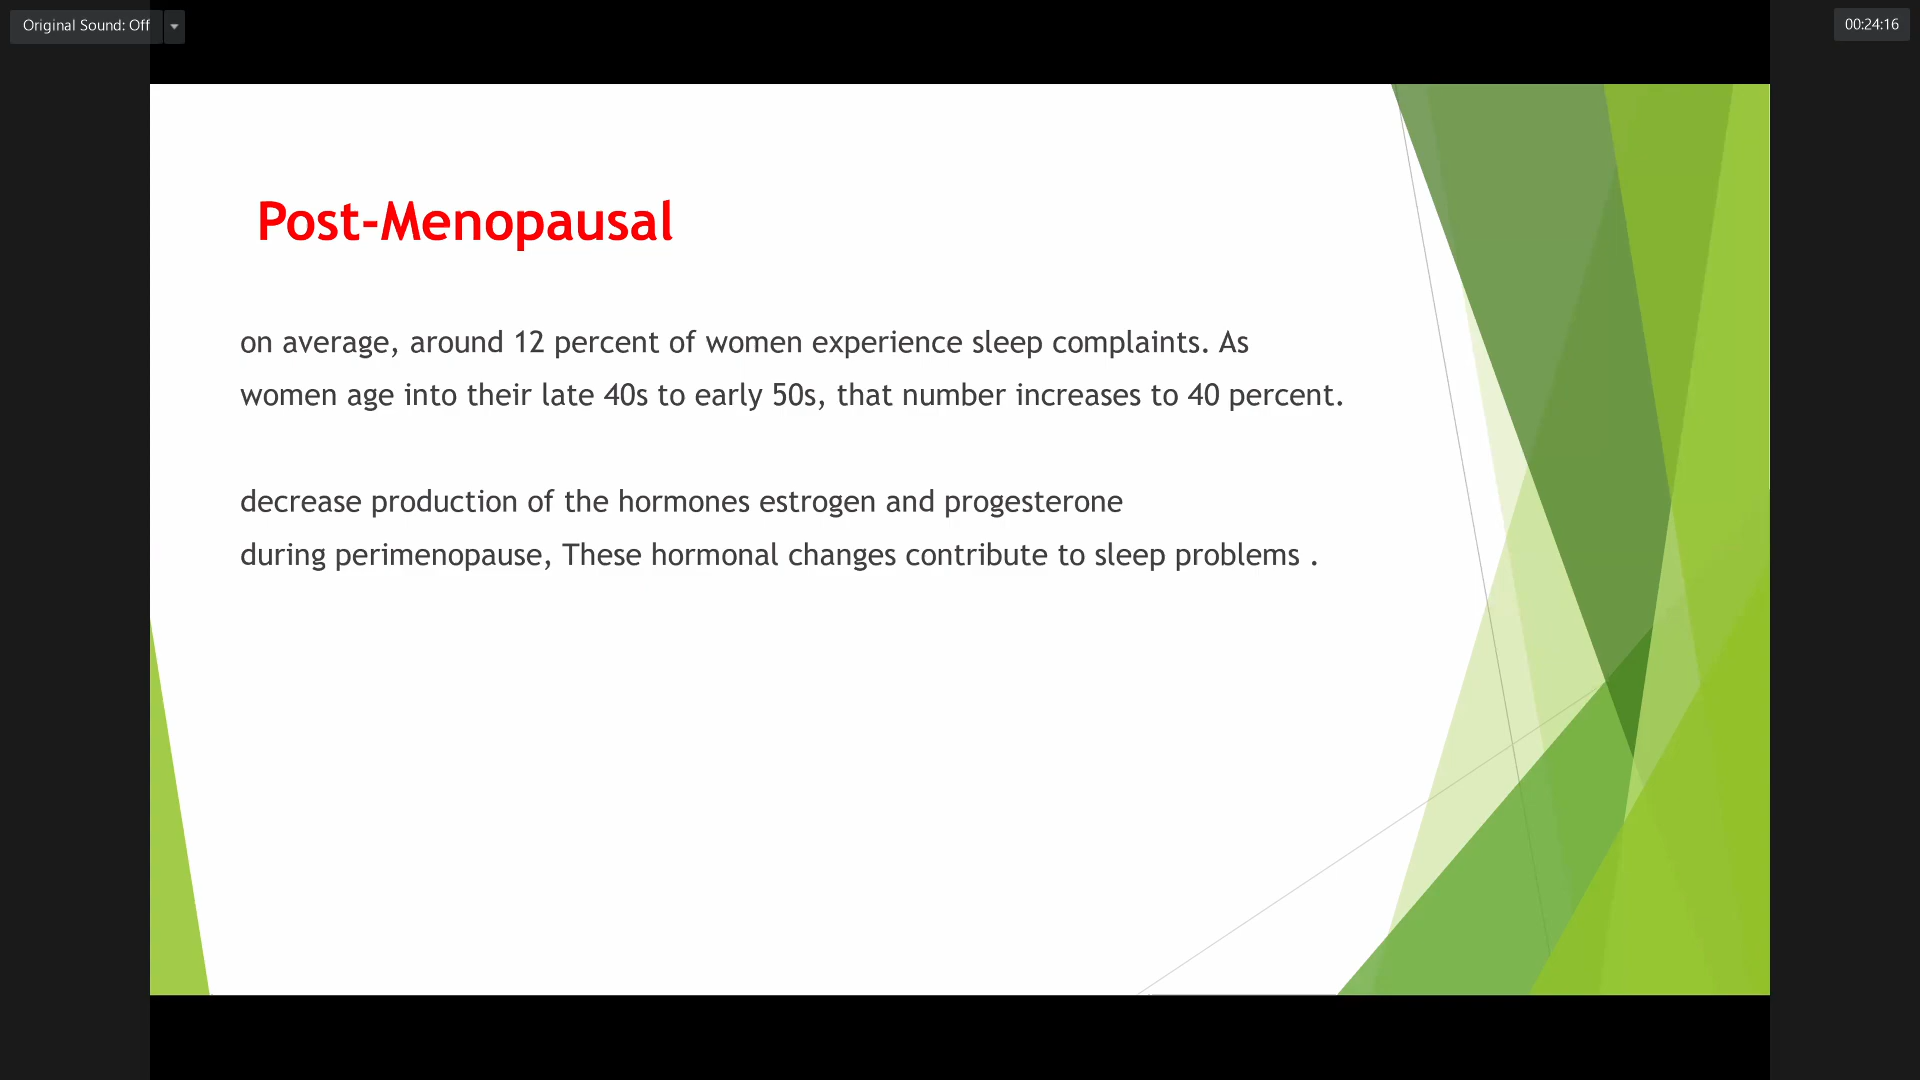 Original Sound: Off
00:24:16
Post-Menopausal
on average, around 12 percent of women experience sleep complaints. As
women age into their late 40s to early 50s, that number increases to 40 percent.
decrease production of the hormones estrogen and progesterone
during perimenopause, These hormonal changes contribute to sleep problems .